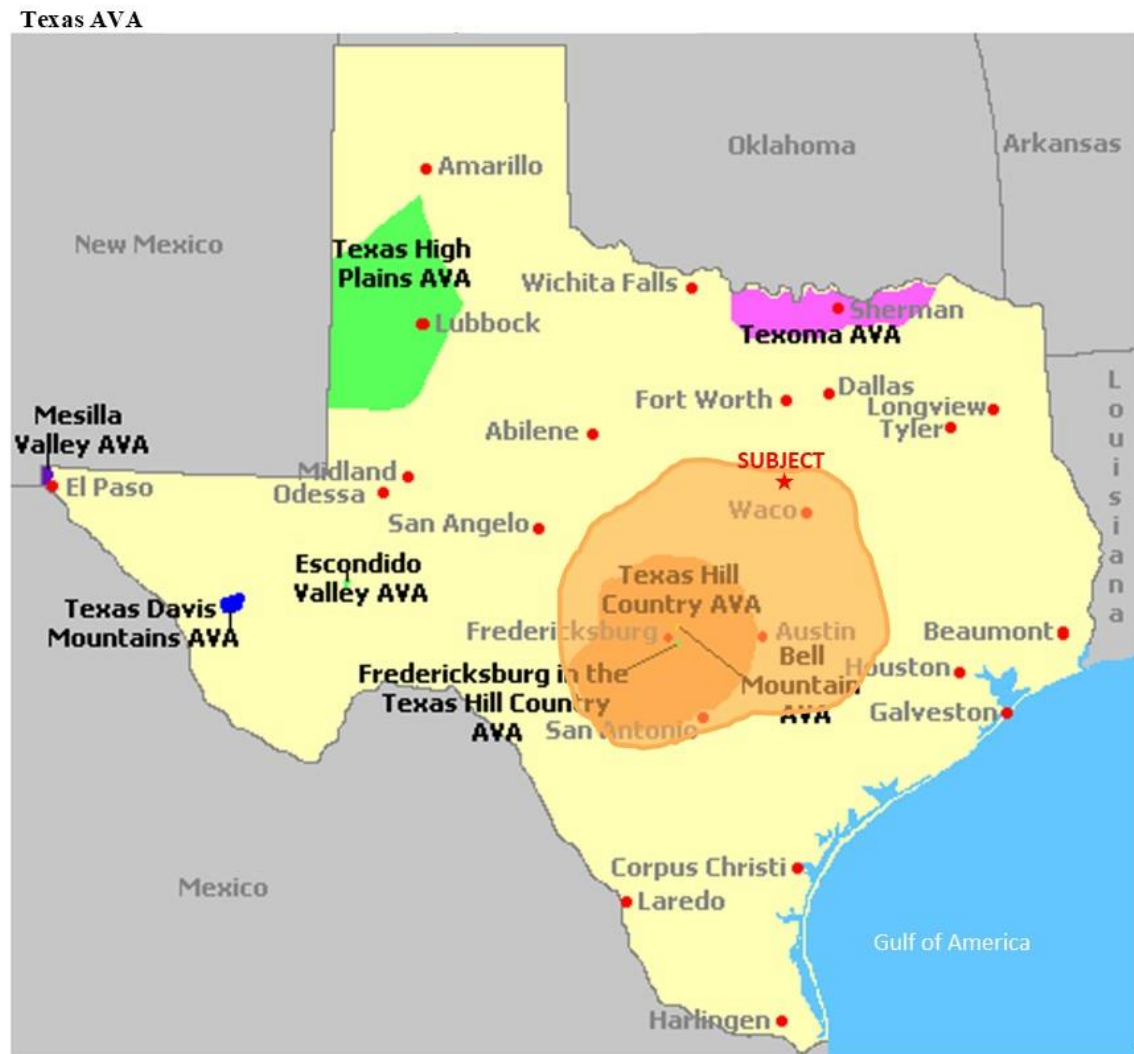 Texas AVA
Oklahoma
Arkansas
Amarillo
New Mexico
Texas High
Plains AVA
Wichita Falls
Lubbock
Sherman
Texoma AVA
Dallas
Fort Worth
Longview
Tyler
Louisiana
Mesilla
Valley AVA
Abilene
El Paso
Midland
Odessa
SUBJECT
Waco
San Angelo
Escondido
Valley AVA
Texas Hill
Country AVA
Texas Davis
Mountains AVA
Fredericksburg
Austin
Beaumont
Bell
Mountain
AVA
Houston
Fredericksburg in the
Texas Hill Country
AVA
Galveston
San Antonio
Corpus Christi
Laredo
Mexico
Gulf of America
Harlingen